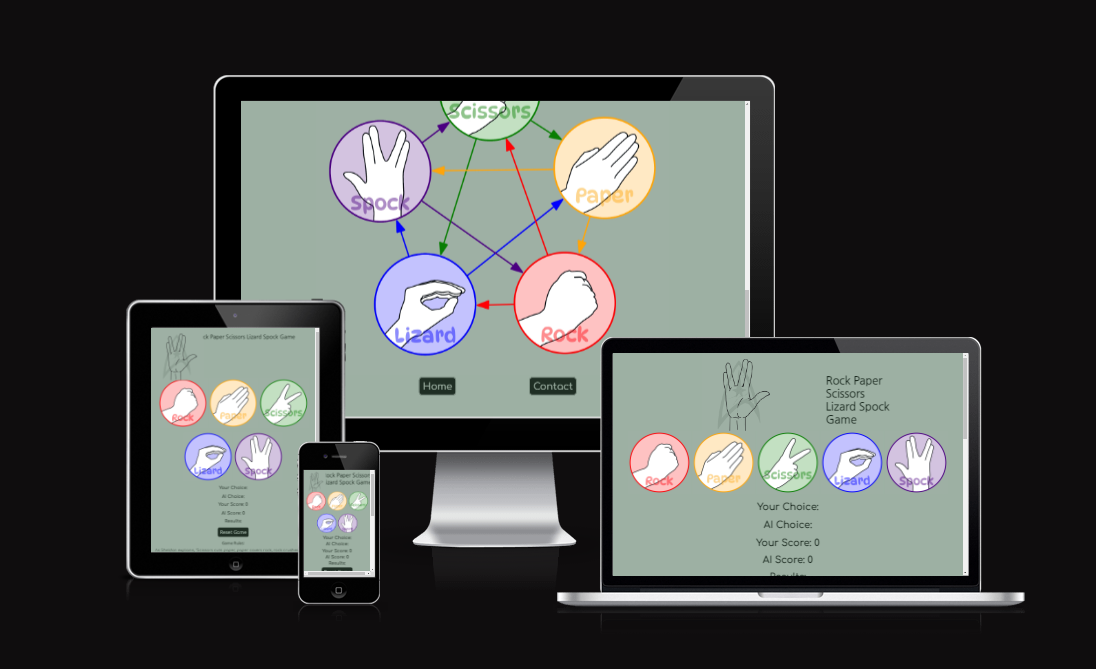 Scissors
Spock
Paper
Lizard
Rock
Home
Contact
ck Paper Scissors Lizard Spock Game
Rock
Paper
Scissors
Lizard
Spock
Your Choice:
AI Choice:
Your Score: 0
AI Score: 0
Results:
Reset Game
Game Rules
ock Paper Scissors
izard Spock Game
Your Choice:
AI Choice:
Your Score: 0
AI Score: 0
Results:
Rock Paper
Scissors
Lizard Spock
Game
Rock
Paper
Scissors
Lizard
Spock
Your Choice:
AI Choice:
Your Score: 0
AI Score: 0
Results: